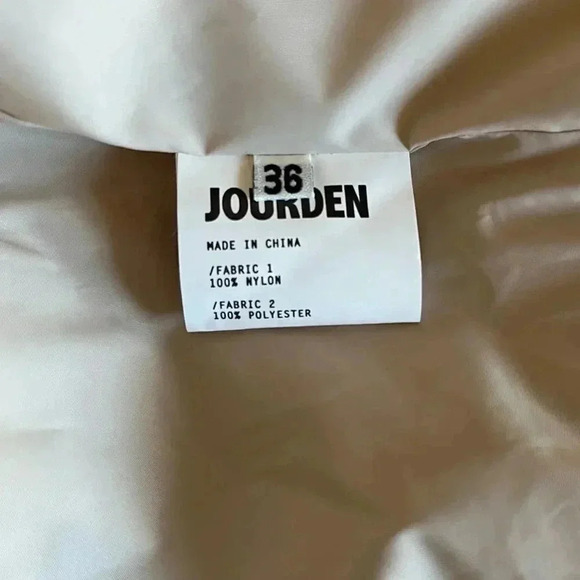 36
JOURDEN
MADE IN CHINA
/FABRIC 1
100% NYLON
/FABRIC 2
100% POLYESTER